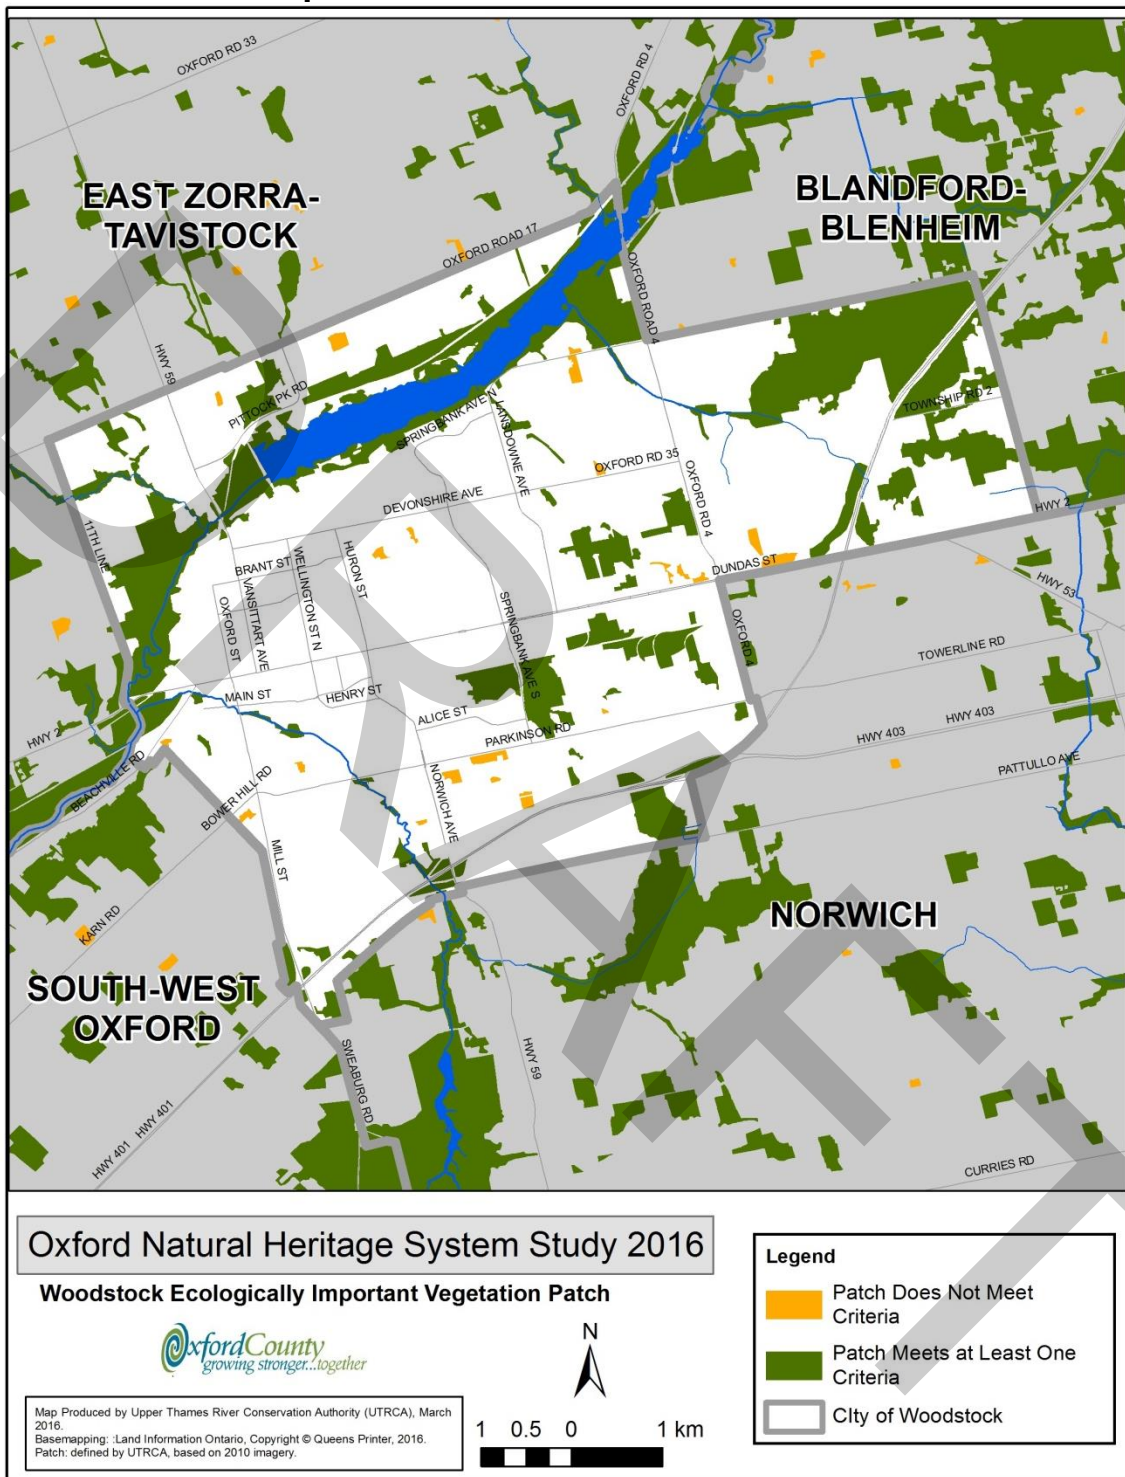 OXFORD RD 33
OXFORD RD 4
EAST ZORRA-
TAVISTOCK
BLANDFORD-
BLENHEIM
OXFORD ROAD 17
OXFORD ROAD 4
HWY 59
PITTOCK PK RD
SPRINGBANK AVE N
LANSDOWNE AVE
TOWNSHIP RD 2
OXFORD RD 35
OXFORD RD 4
DEVONSHIRE AVE
HWY 2
11TH LINE
BRANT ST
VANSITTART AVE
WELLINGTON ST N
HURON ST
OXFORD ST
DUNDAS ST
HWY 53
SPRINGBANK AVE S
OXFORD 4
TOWERLINE RD
MAIN ST
HENRY ST
ALICE ST
PARKINSON RD
HWY 403
HWY 403
HWY 2
BEACHVILLE RD
BOWER HILL RD
NORWICH AVE
PATTULLO AVE
MILL ST
KARN RD
NORWICH
SOUTH-WEST
OXFORD
HWY 59
SWEABURG RD
HWY 401
HWY 401
CURRIES RD
Oxford Natural Heritage System Study 2016
Woodstock Ecologically Important Vegetation Patch
OxfordCounty
growing stronger...together
N
Map Produced by Upper Thames River Conservation Authority (UTRCA), March
2016.
Basemapping: :Land Information Ontario, Copyright © Queens Printer, 2016.
Patch: defined by UTRCA, based on 2010 imagery.
1 0.5 0 1 km
Legend
Patch Does Not Meet
Criteria
Patch Meets at Least One
Criteria
CIty of Woodstock